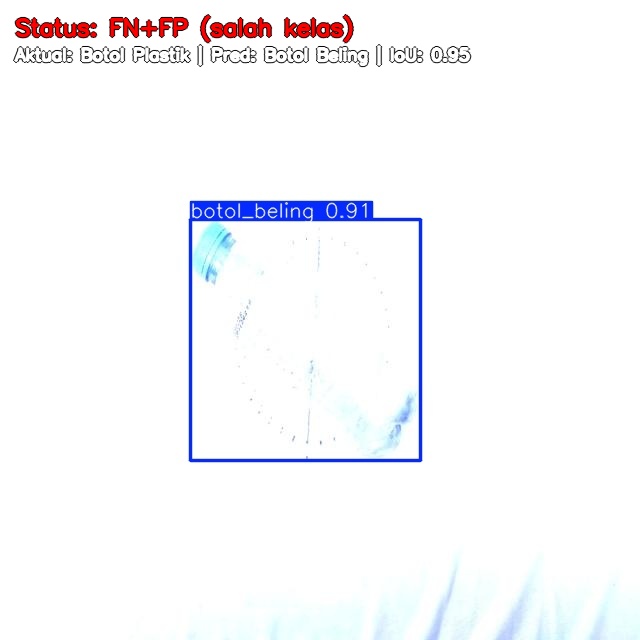 Status: FN+FP (salah kelas)
Aktual: Botol Plastik | Pred: Botol Beling | IoU: 0.95
botol_beling 0.91